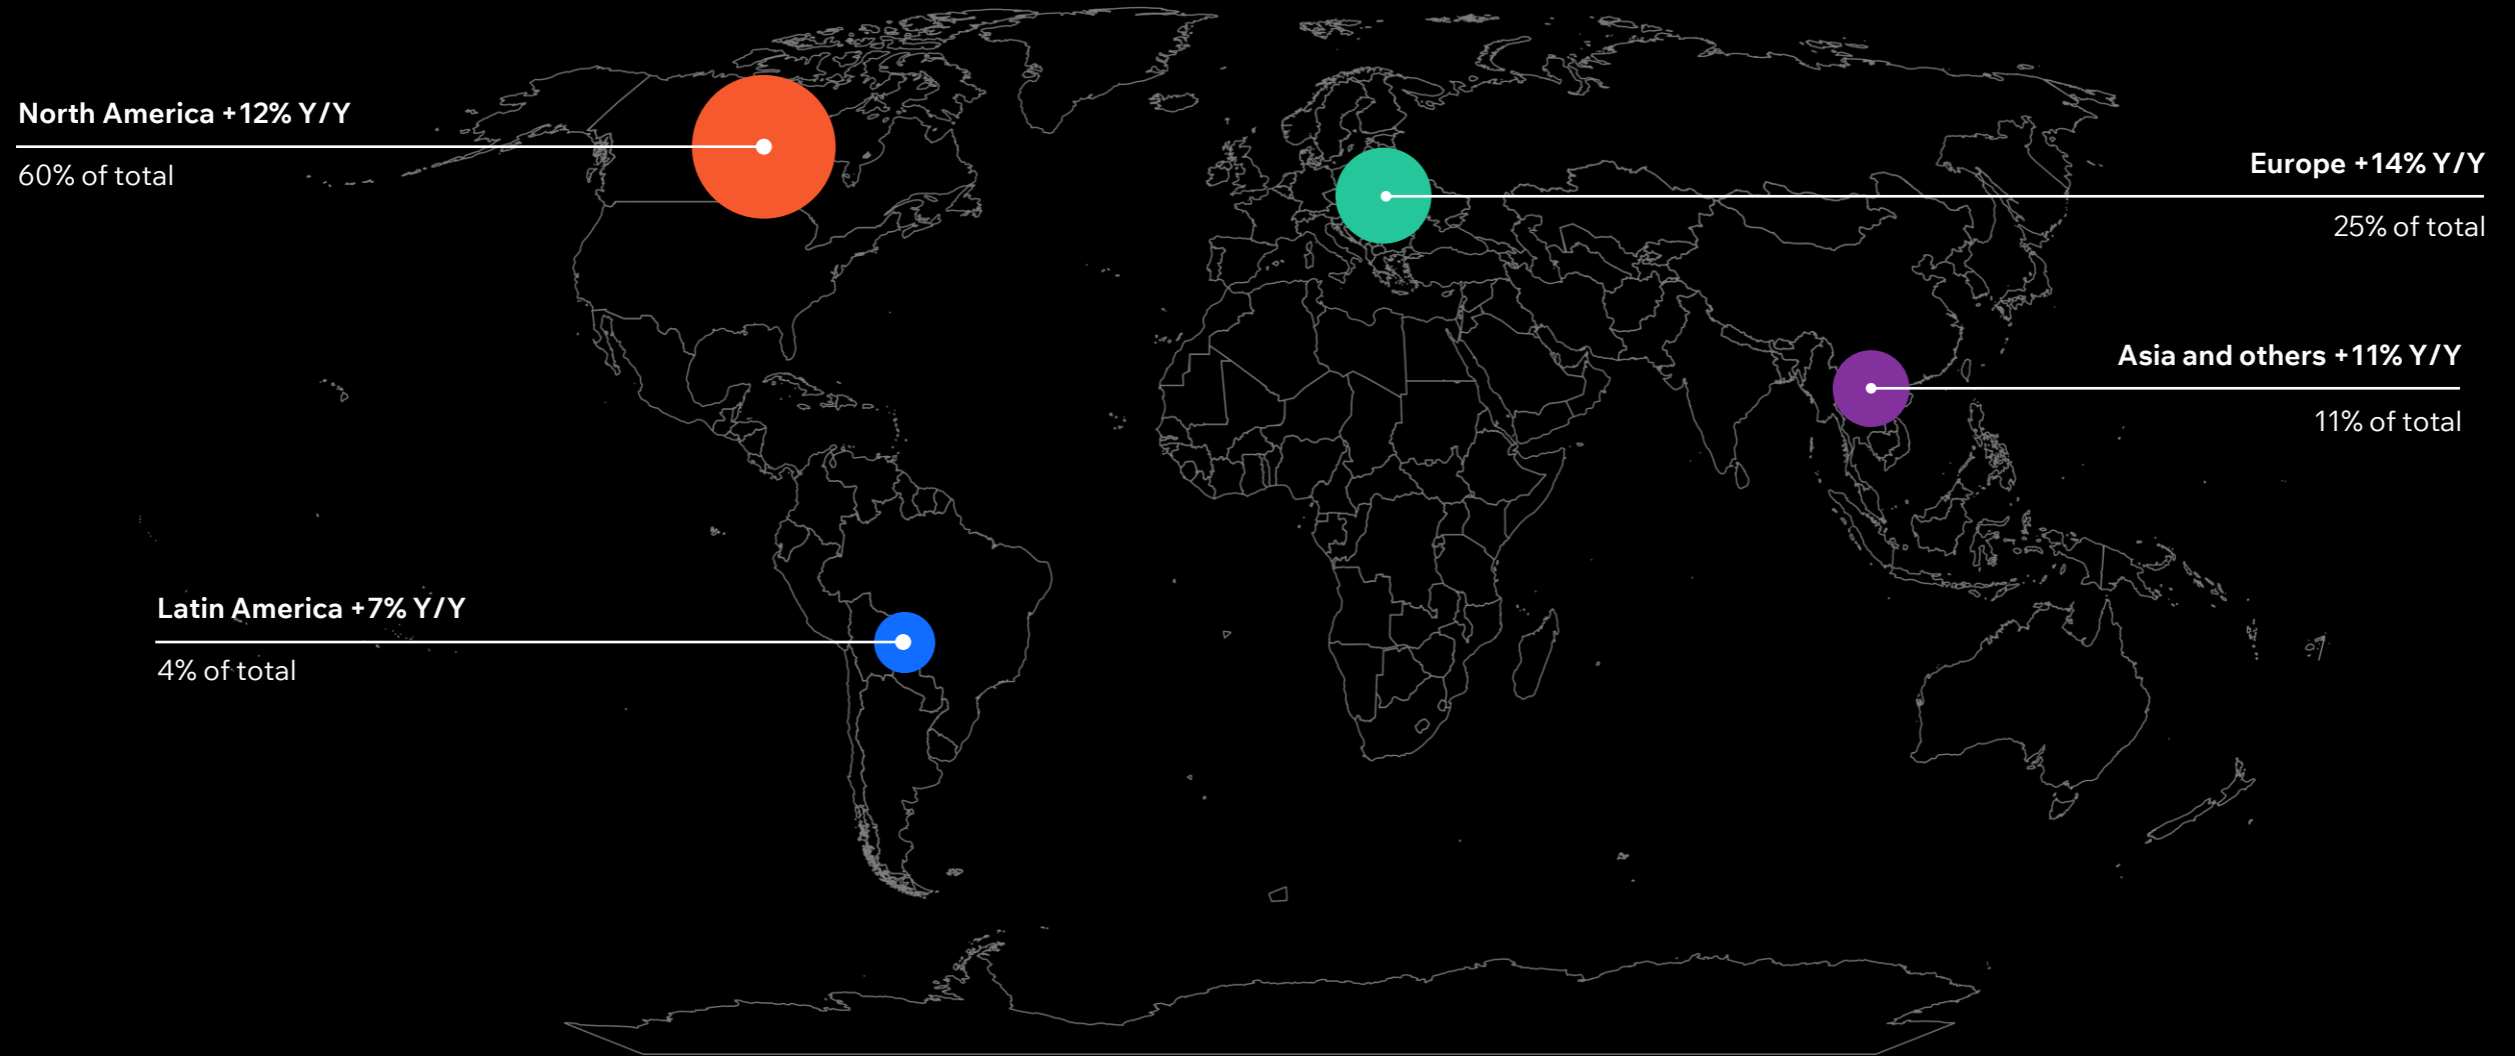 North America +12% Y/Y
60% of total
Europe +14% Y/Y
25% of total
Asia and others +11% Y/Y
11% of total
Latin America +7% Y/Y
4% of total